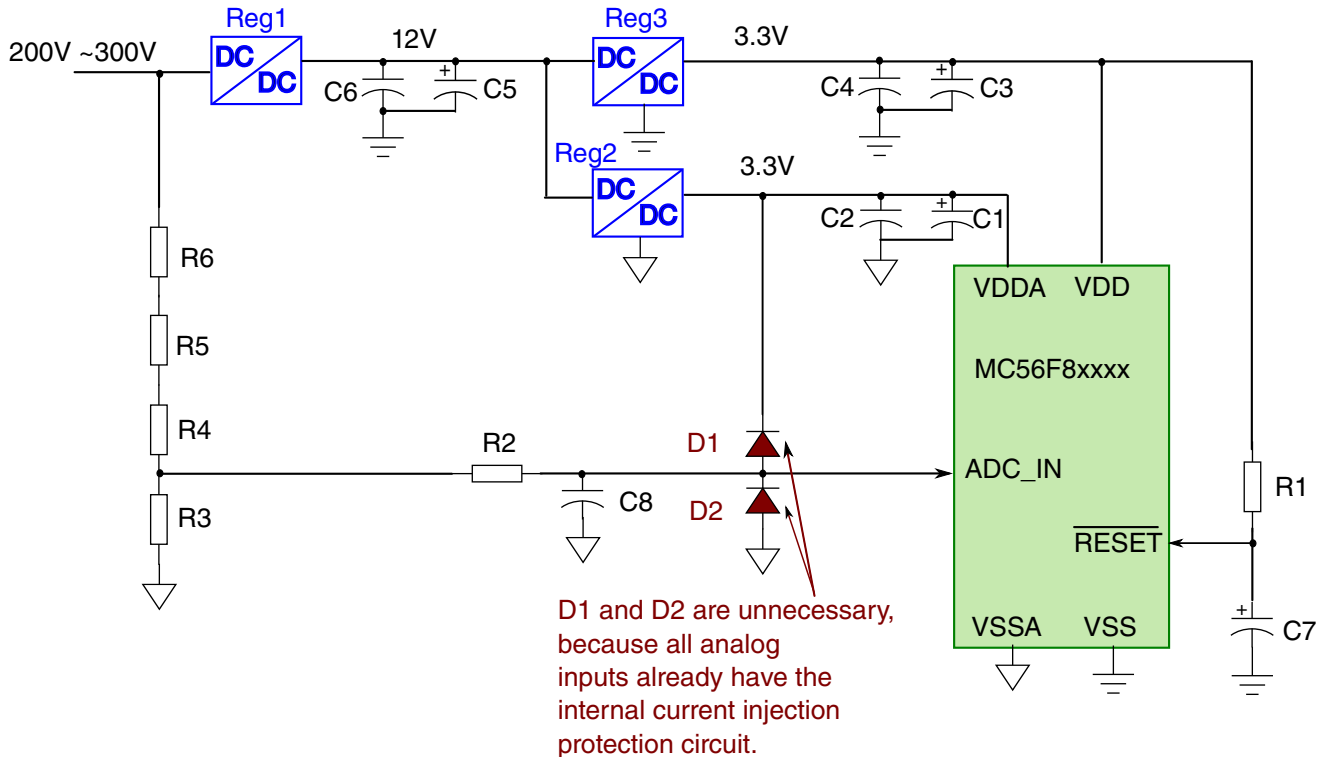 Reg1
Reg3
200V ~300V
12V
3.3V
DC
DC
DC
DC
C6
+
C5
C4
+
C3
Reg2
3.3V
DC
DC
C2
+
C1
R6
VDDA
VDD
R5
MC56F8xxxx
R4
R2
D1
ADC_IN
R1
R3
C8
D2
RESET
D1 and D2 are unnecessary,
because all analog
inputs already have the
internal current injection
protection circuit.
VSSA
VSS
+
C7